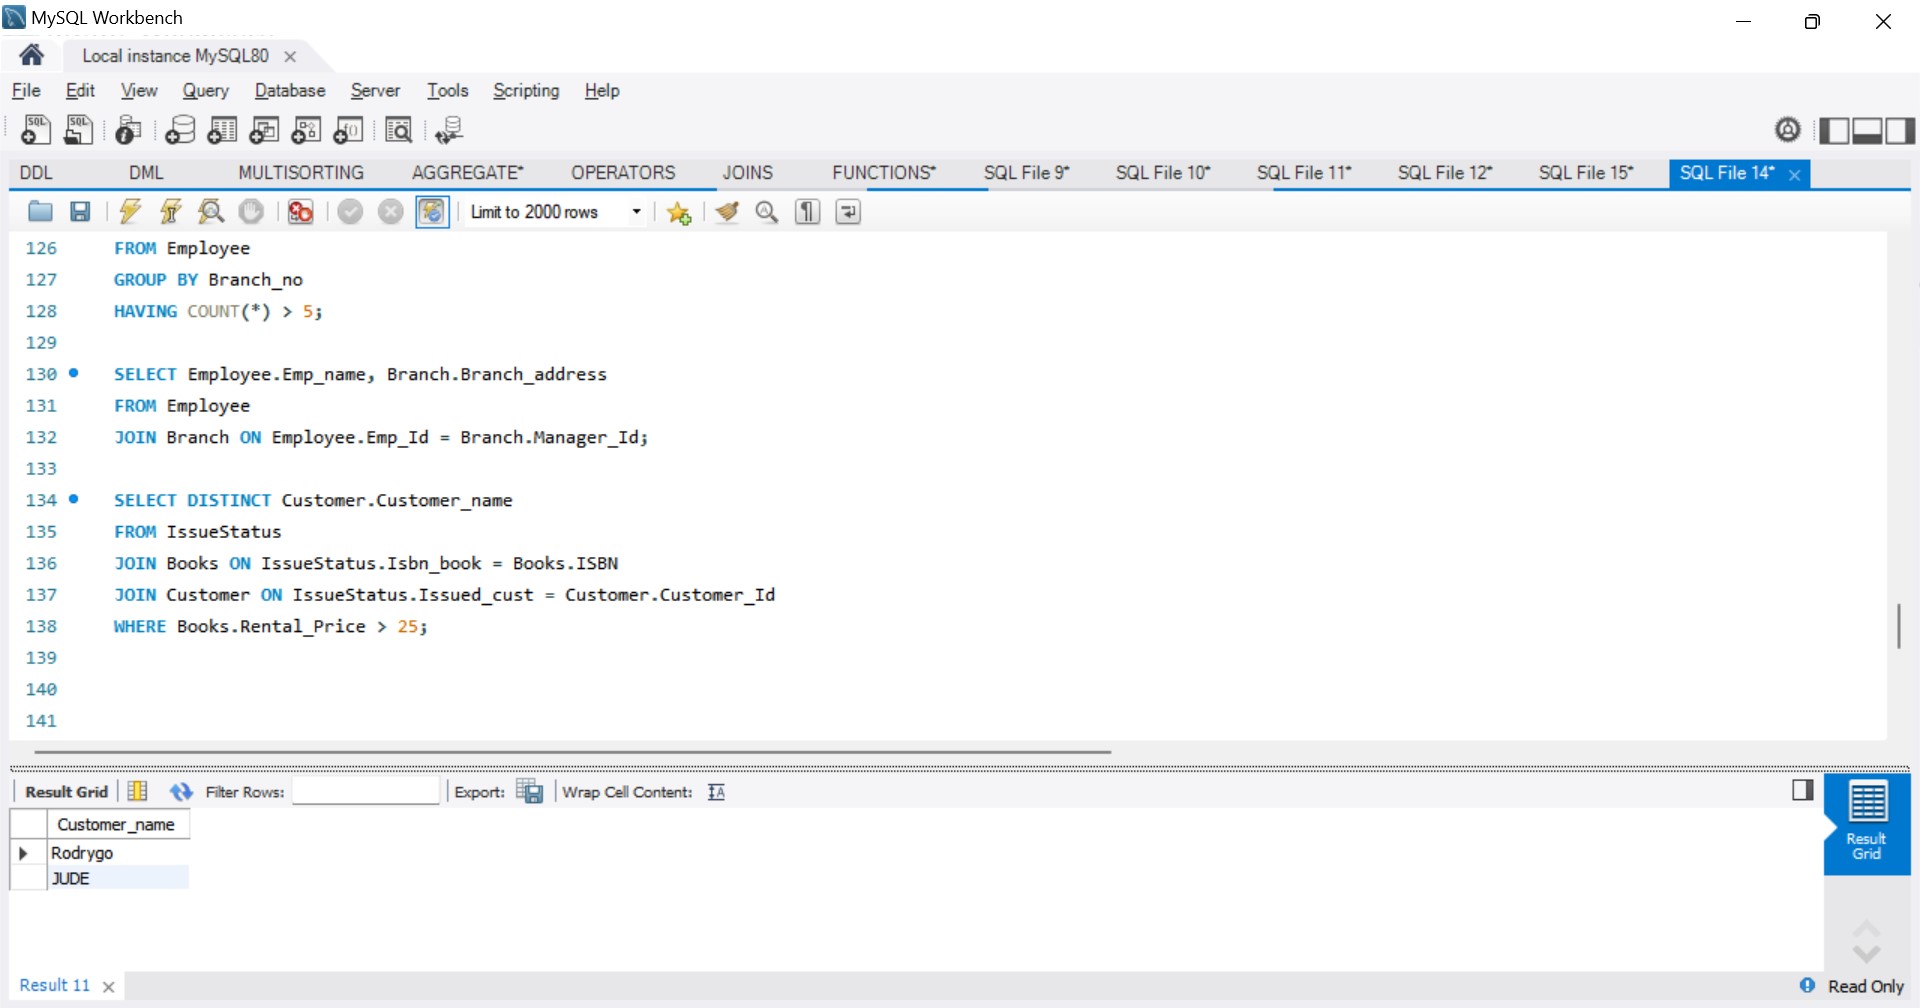 MySQL Workbench
Local instance MySQL80
File Edit View Query Database Server Tools Scripting Help
DDL DML MULTISORTING AGGREGATE* OPERATORS JOINS FUNCTIONS* SQL File 9* SQL File 10* SQL File 11* SQL File 12* SQL File 15* SQL File 14*
Limit to 2000 rows
126 FROM Employee
127 GROUP BY Branch_no
128 HAVING COUNT(*) > 5;
129
130 SELECT Employee.Emp_name, Branch.Branch_address
131 FROM Employee
132 JOIN Branch ON Employee.Emp_Id = Branch.Manager_Id;
133
134 SELECT DISTINCT Customer.Customer_name
135 FROM IssueStatus
136 JOIN Books ON IssueStatus.Isbn_book = Books.ISBN
137 JOIN Customer ON IssueStatus.Issued_cust = Customer.Customer_Id
138 WHERE Books.Rental_Price > 25;
139
140
141
Result Grid Filter Rows: Export: Wrap Cell Content:
Customer_name
Rodrygo
JUDE
Result
Grid
Result 11 Read Only